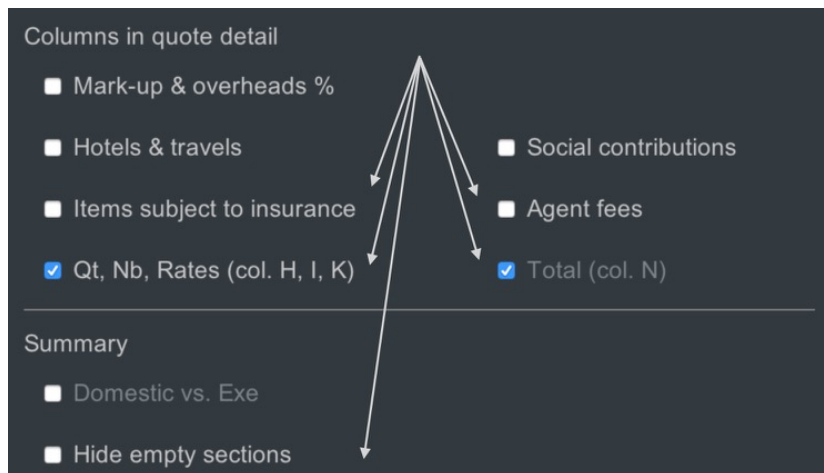 Columns in quote detail
Mark-up & overheads %
Hotels & travels
Social contributions
Items subject to insurance
Agent fees
Qt, Nb, Rates (col. H, I, K)
Total (col. N)
Summary
Domestic vs. Exe
Hide empty sections